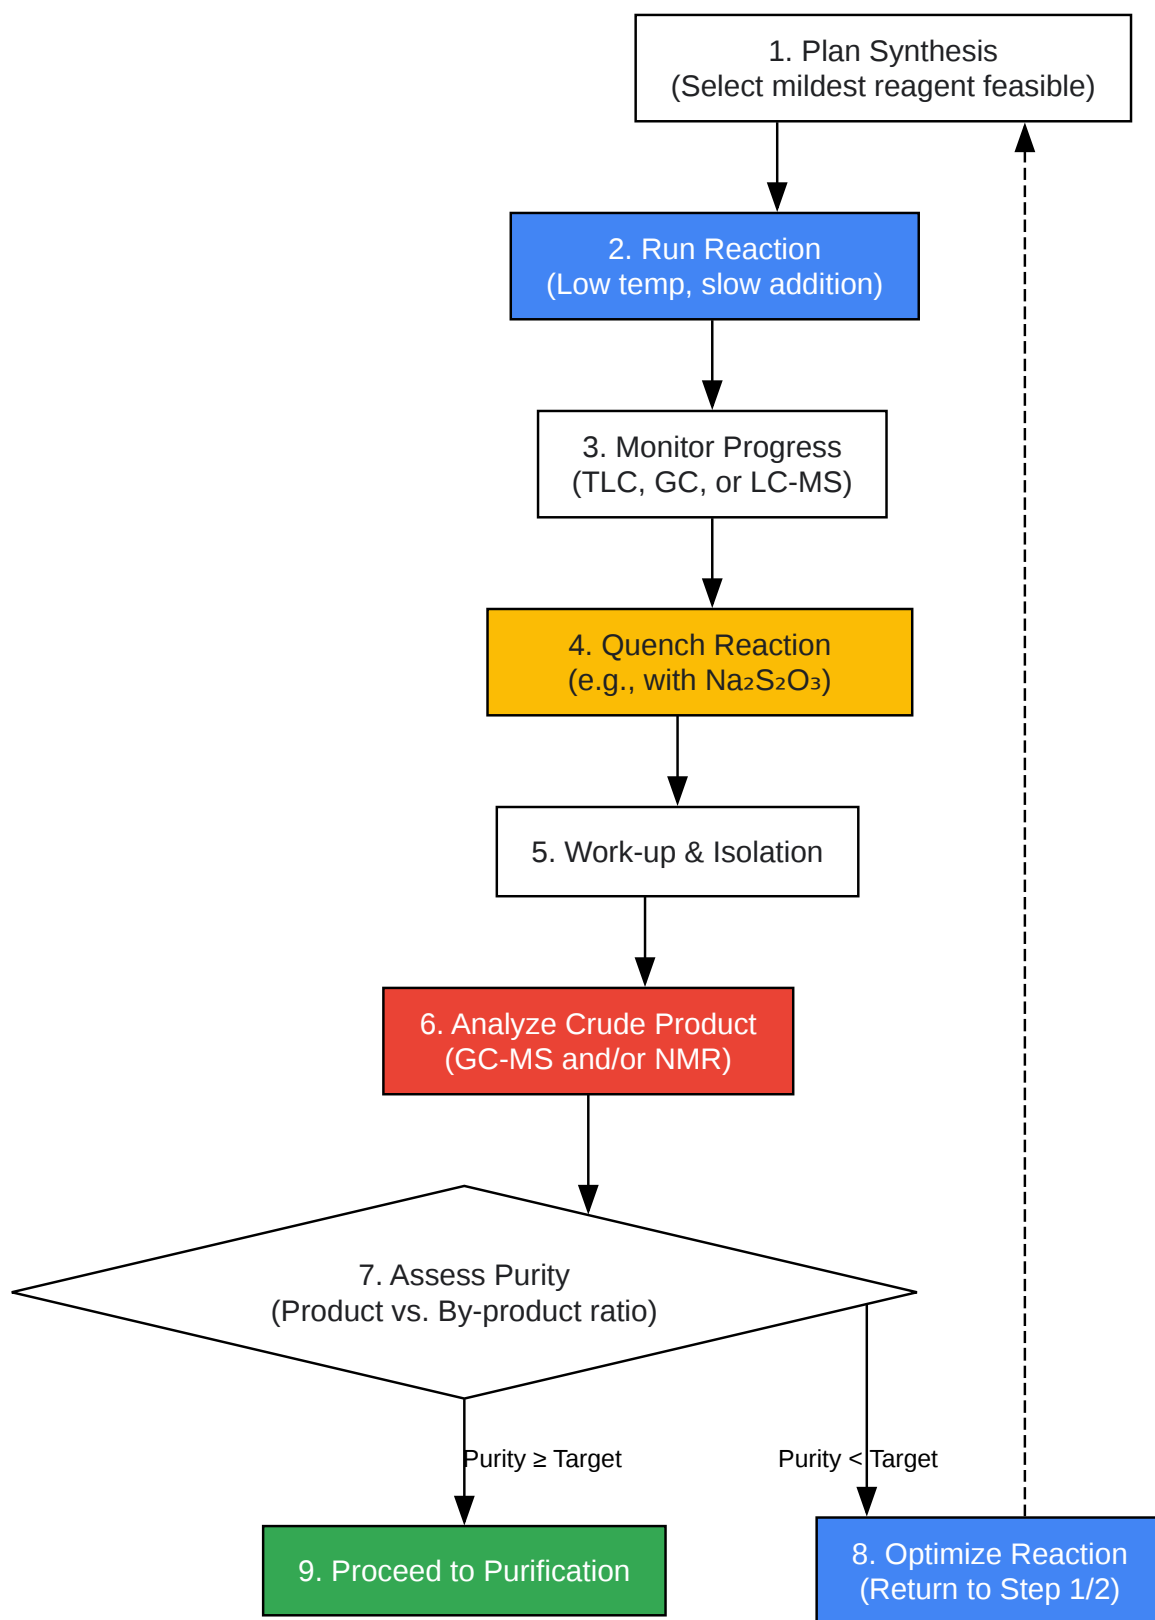 1. Plan Synthesis
(Select mildest reagent feasible)
2. Run Reaction
(Low temp, slow addition)
3. Monitor Progress
(TLC, GC, or LC-MS)
4. Quench Reaction
(e.g., with Na₂S₂O₃)
5. Work-up & Isolation
6. Analyze Crude Product
(GC-MS and/or NMR)
7. Assess Purity
(Product vs. By-product ratio)
Purity ≥ Target
Purity < Target
8. Optimize Reaction
(Return to Step 1/2)
9. Proceed to Purification